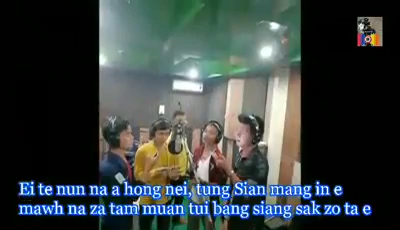 Ei te nun na a hong nei, tung Sian mang in e
mawh na za tam muan tui bang siang sak zo ta e